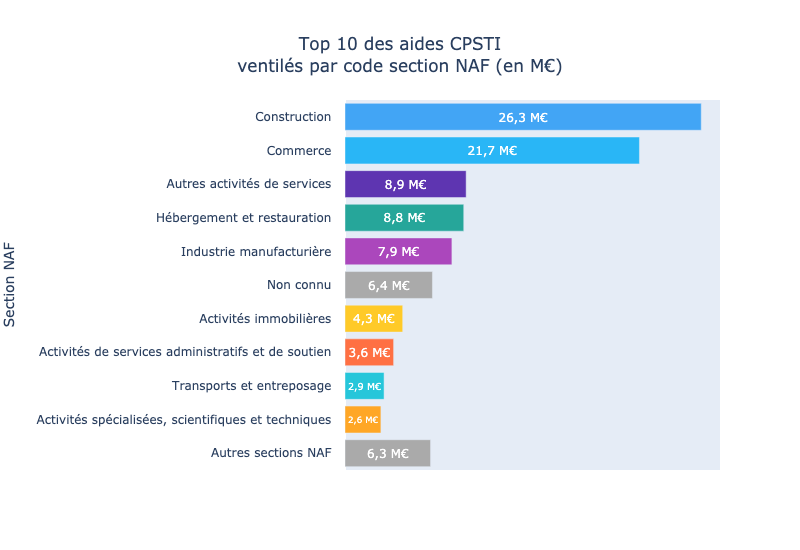 Top 10 des aides CPSTI
ventilés par code section NAF (en M€)
Section NAF
Construction 26,3 M€
Commerce 21,7 M€
Autres activités de services 8,9 M€
Hébergement et restauration 8,8 M€
Industrie manufacturière 7,9 M€
Non connu 6,4 M€
Activités immobilières 4,3 M€
Activités de services administratifs et de soutien 3,6 M€
Transports et entreposage 2,9 M€
Activités spécialisées, scientifiques et techniques 2,6 M€
Autres sections NAF 6,3 M€